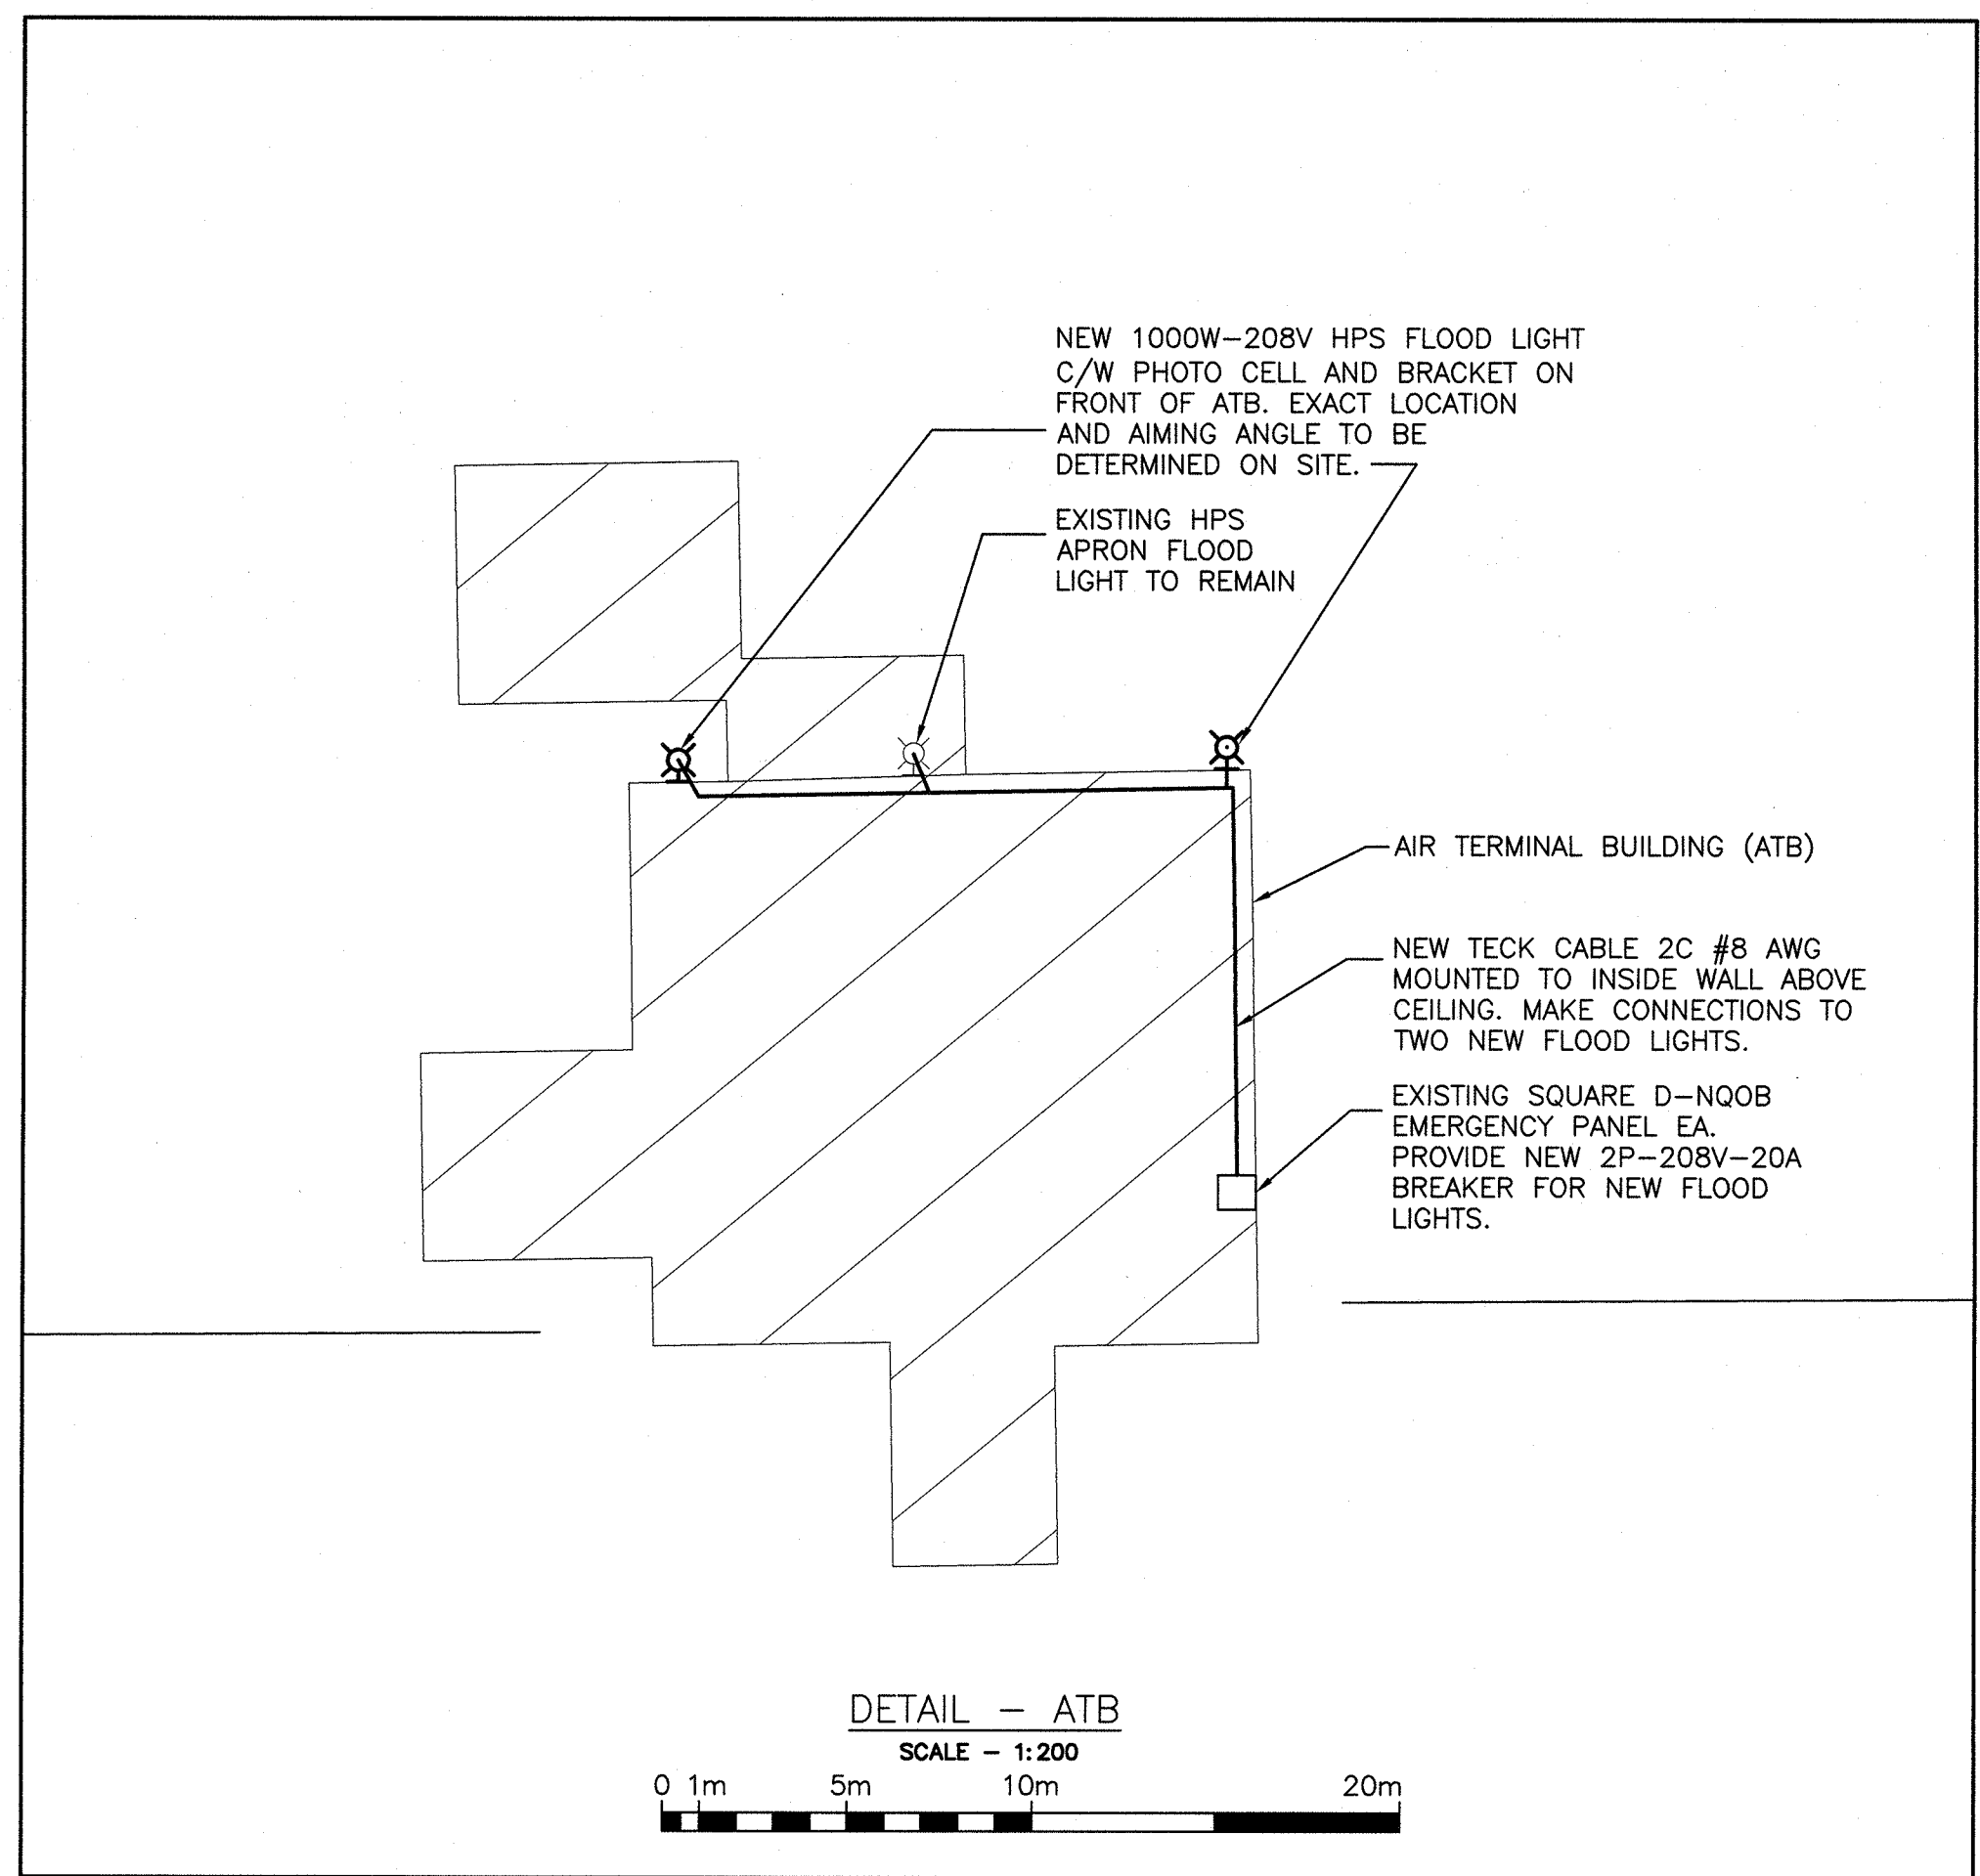 NEW 1000W-208V HPS FLOOD LIGHT
C/W PHOTO CELL AND BRACKET ON
FRONT OF ATB. EXACT LOCATION
AND AIMING ANGLE TO BE
DETERMINED ON SITE.
EXISTING HPS
APRON FLOOD
LIGHT TO REMAIN
AIR TERMINAL BUILDING (ATB)
NEW TECK CABLE 2C #8 AWG
MOUNTED TO INSIDE WALL ABOVE
CEILING. MAKE CONNECTIONS TO
TWO NEW FLOOD LIGHTS.
EXISTING SQUARE D-NQOB
EMERGENCY PANEL EA.
PROVIDE NEW 2P-208V-20A
BREAKER FOR NEW FLOOD
LIGHTS.
DETAIL - ATB
SCALE - 1:200
0 1m 5m 10m 20m